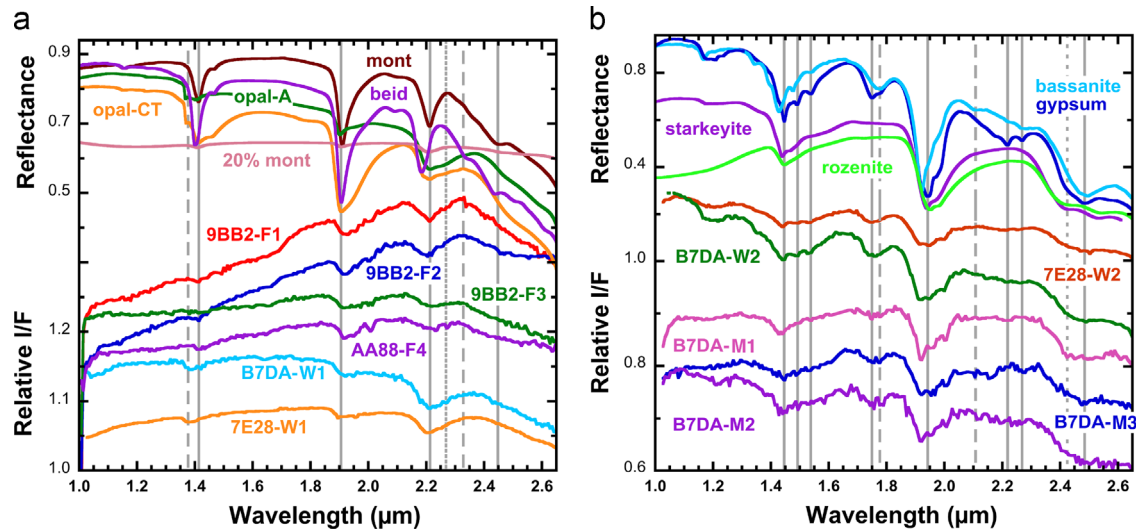 a
Reflectance
Relative I/F
0.9
0.7
0.5
1.2
1.2
1.1
1.0
mont
opal-A
beid
opal-CT
20% mont
9BB2-F1
9BB2-F2
9BB2-F3
AA88-F4
B7DA-W1
7E28-W1
1.0 1.2 1.4 1.6 1.8 2.0 2.2 2.4 2.6
Wavelength (µm)
b
Reflectance
Relative I/F
0.8
0.4
1.2
1.0
0.8
0.6
bassanite
gypsum
starkeyite
rozenite
B7DA-W2
7E28-W2
B7DA-M1
B7DA-M3
B7DA-M2
1.0 1.2 1.4 1.6 1.8 2.0 2.2 2.4 2.6
Wavelength (µm)